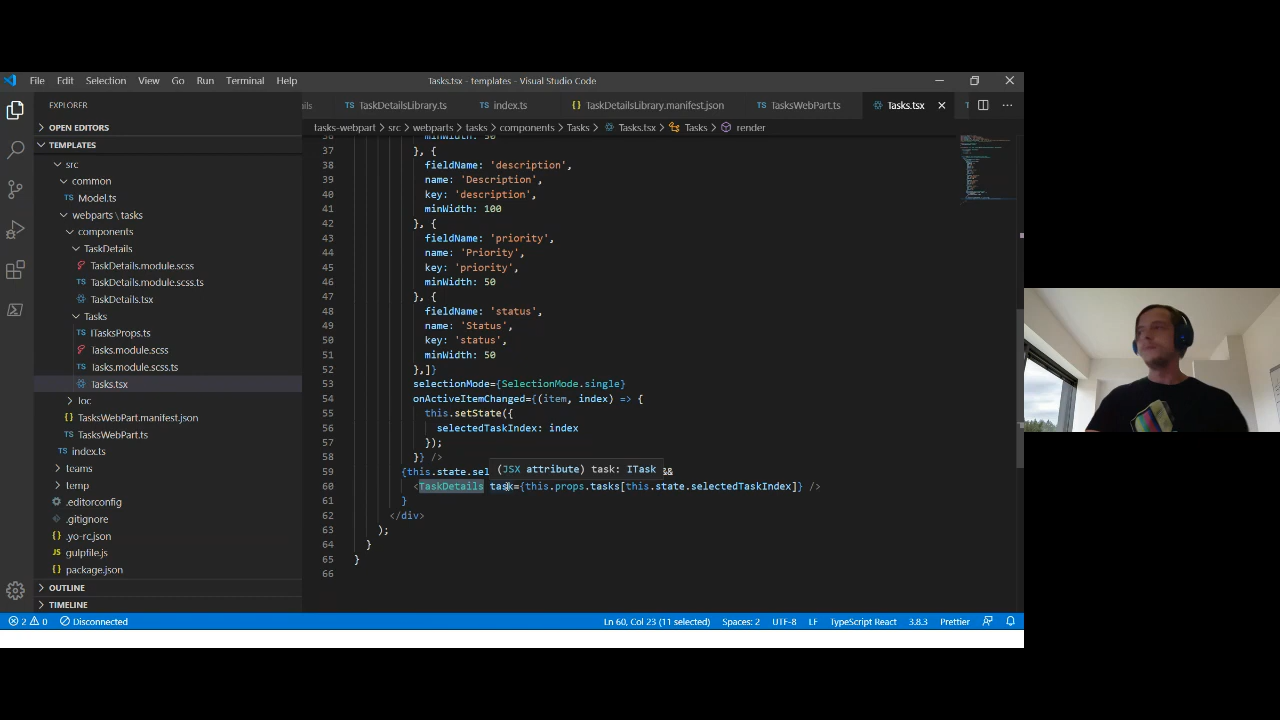 File Edit Selection View Go Run Terminal Help
Tasks.tsx - templates - Visual Studio Code
EXPLORER
OPEN EDITORS
TEMPLATES
src
common
Model.ts
webparts \ tasks
components
TaskDetails
TaskDetails.module.scss
TaskDetails.module.scss.ts
TaskDetails.tsx
Tasks
ITasksProps.ts
Tasks.module.scss
Tasks.module.scss.ts
Tasks.tsx
loc
TasksWebPart.manifest.json
TasksWebPart.ts
index.ts
teams
temp
.editorconfig
.gitignore
.yo-rc.json
gulpfile.js
package.json
OUTLINE
TIMELINE
TaskDetailsLibrary.ts index.ts TaskDetailsLibrary.manifest.json TasksWebPart.ts Tasks.tsx
tasks-webpart > src > webparts > tasks > components > Tasks > Tasks.tsx > Tasks > render
37 }, {
38 fieldName: 'description',
39 name: 'Description',
40 key: 'description',
41 minWidth: 100
42 }, {
43 fieldName: 'priority',
44 name: 'Priority',
45 key: 'priority',
46 minWidth: 50
47 }, {
48 fieldName: 'status',
49 name: 'Status',
50 key: 'status',
51 minWidth: 50
52 },]}
53 selectionMode={SelectionMode.single}
54 onActiveItemChanged={(item, index) => {
55 this.setState({
56 selectedTaskIndex: index
57 });
58 }} />
(JSX attribute) task: ITask
59 {this.state.sel &&
60 <TaskDetails task={this.props.tasks[this.state.selectedTaskIndex]} />
61 }
62 </div>
63 );
64 }
65 }
66
2 0 Disconnected
Ln 60, Col 23 (11 selected) Spaces: 2 UTF-8 LF TypeScript React 3.8.3 Prettier